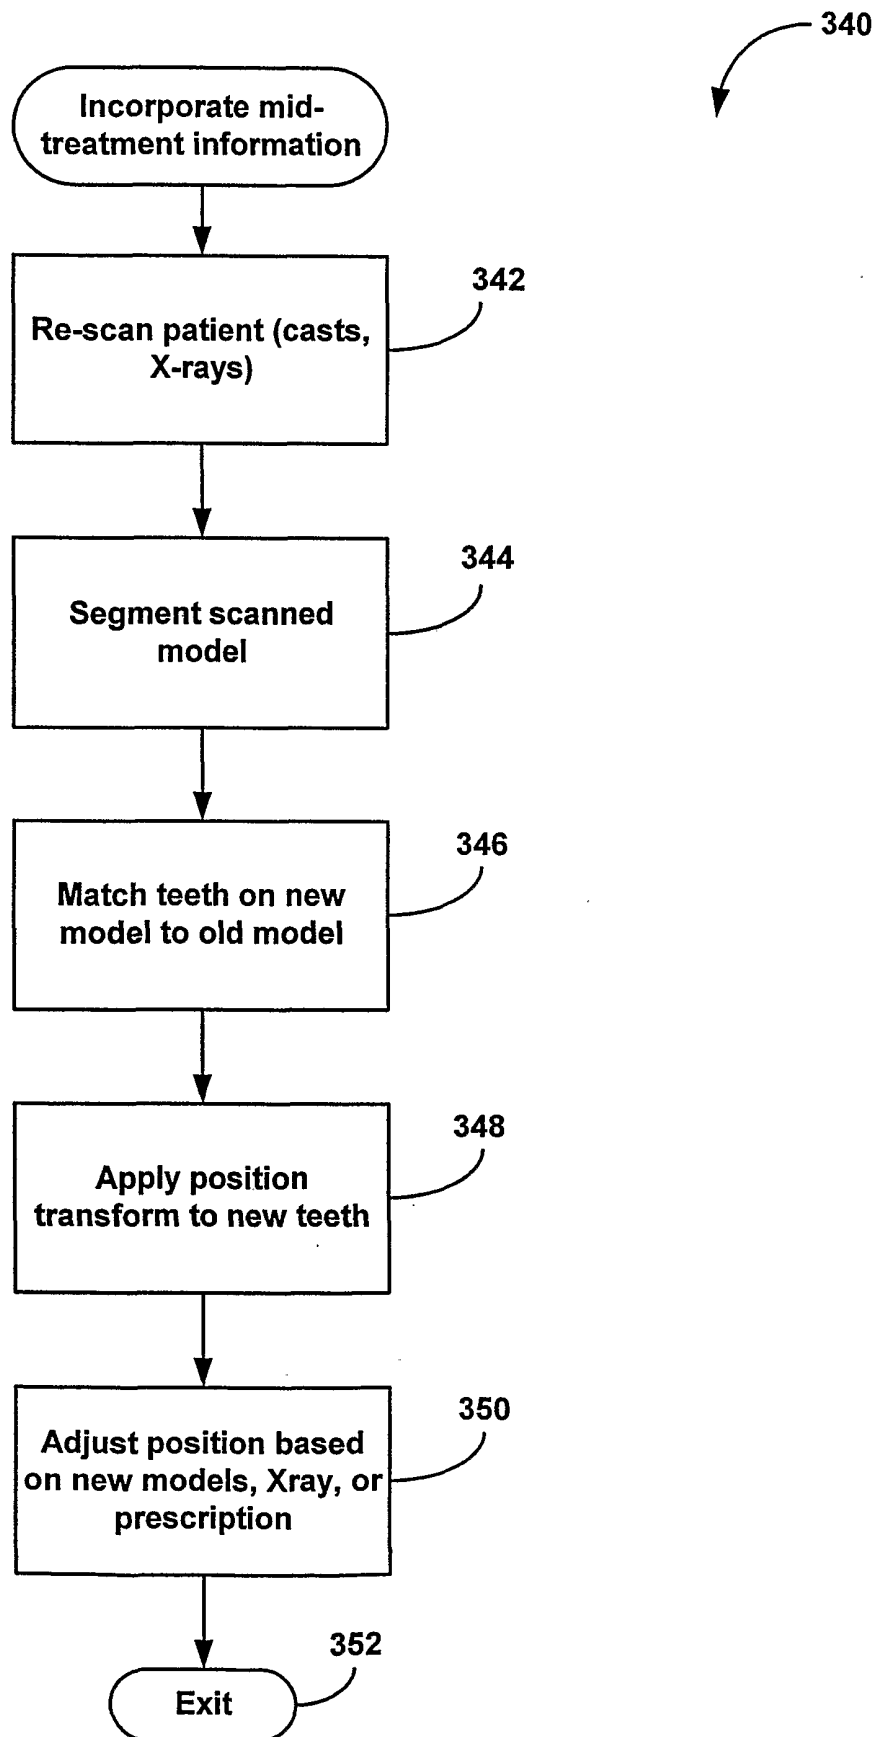 340
Incorporate mid-
treatment information
342
Re-scan patient (casts,
X-rays)
344
Segment scanned
model
346
Match teeth on new
model to old model
348
Apply position
transform to new teeth
350
Adjust position based
on new models, Xray, or
prescription
352
Exit